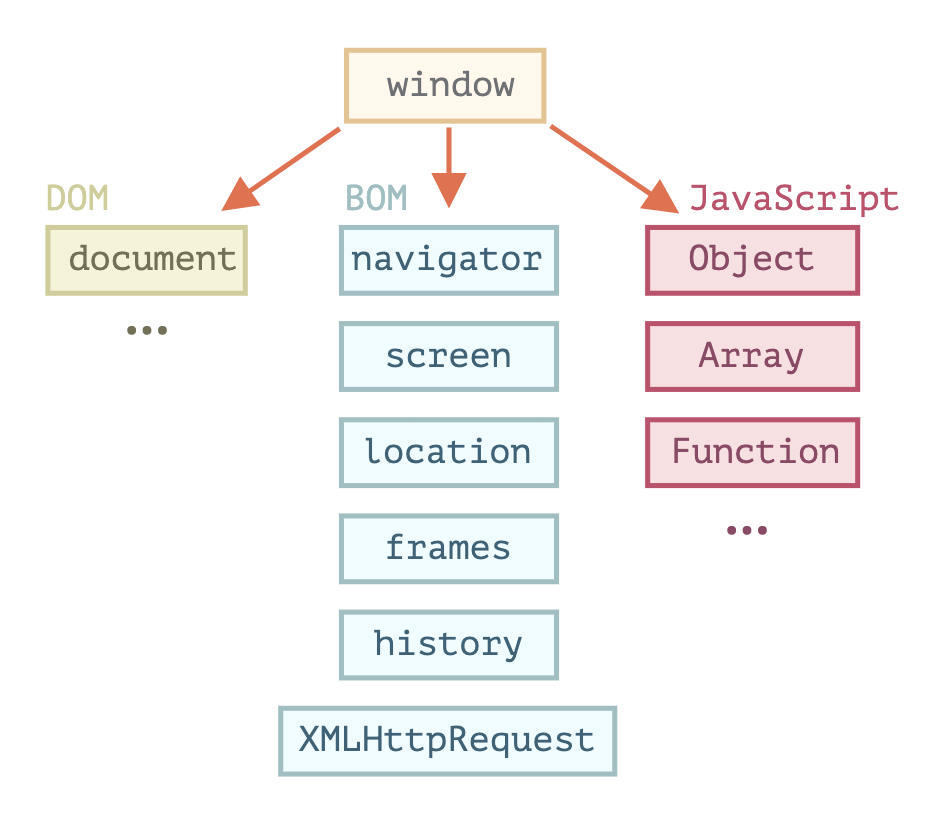 window
DOM
document
...
BOM
navigator
screen
location
frames
history
XMLHttpRequest
JavaScript
Object
Array
Function
...